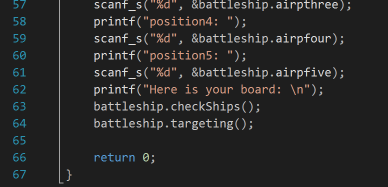 57 scanf_s("%d", &battleship.airpthree);
58 printf("position4: ");
59 scanf_s("%d", &battleship.airpfour);
60 printf("position5: ");
61 scanf_s("%d", &battleship.airpfive);
62 printf("Here is your board: \n");
63 battleship.checkShips();
64 battleship.targeting();
65
66 return 0;
67 }